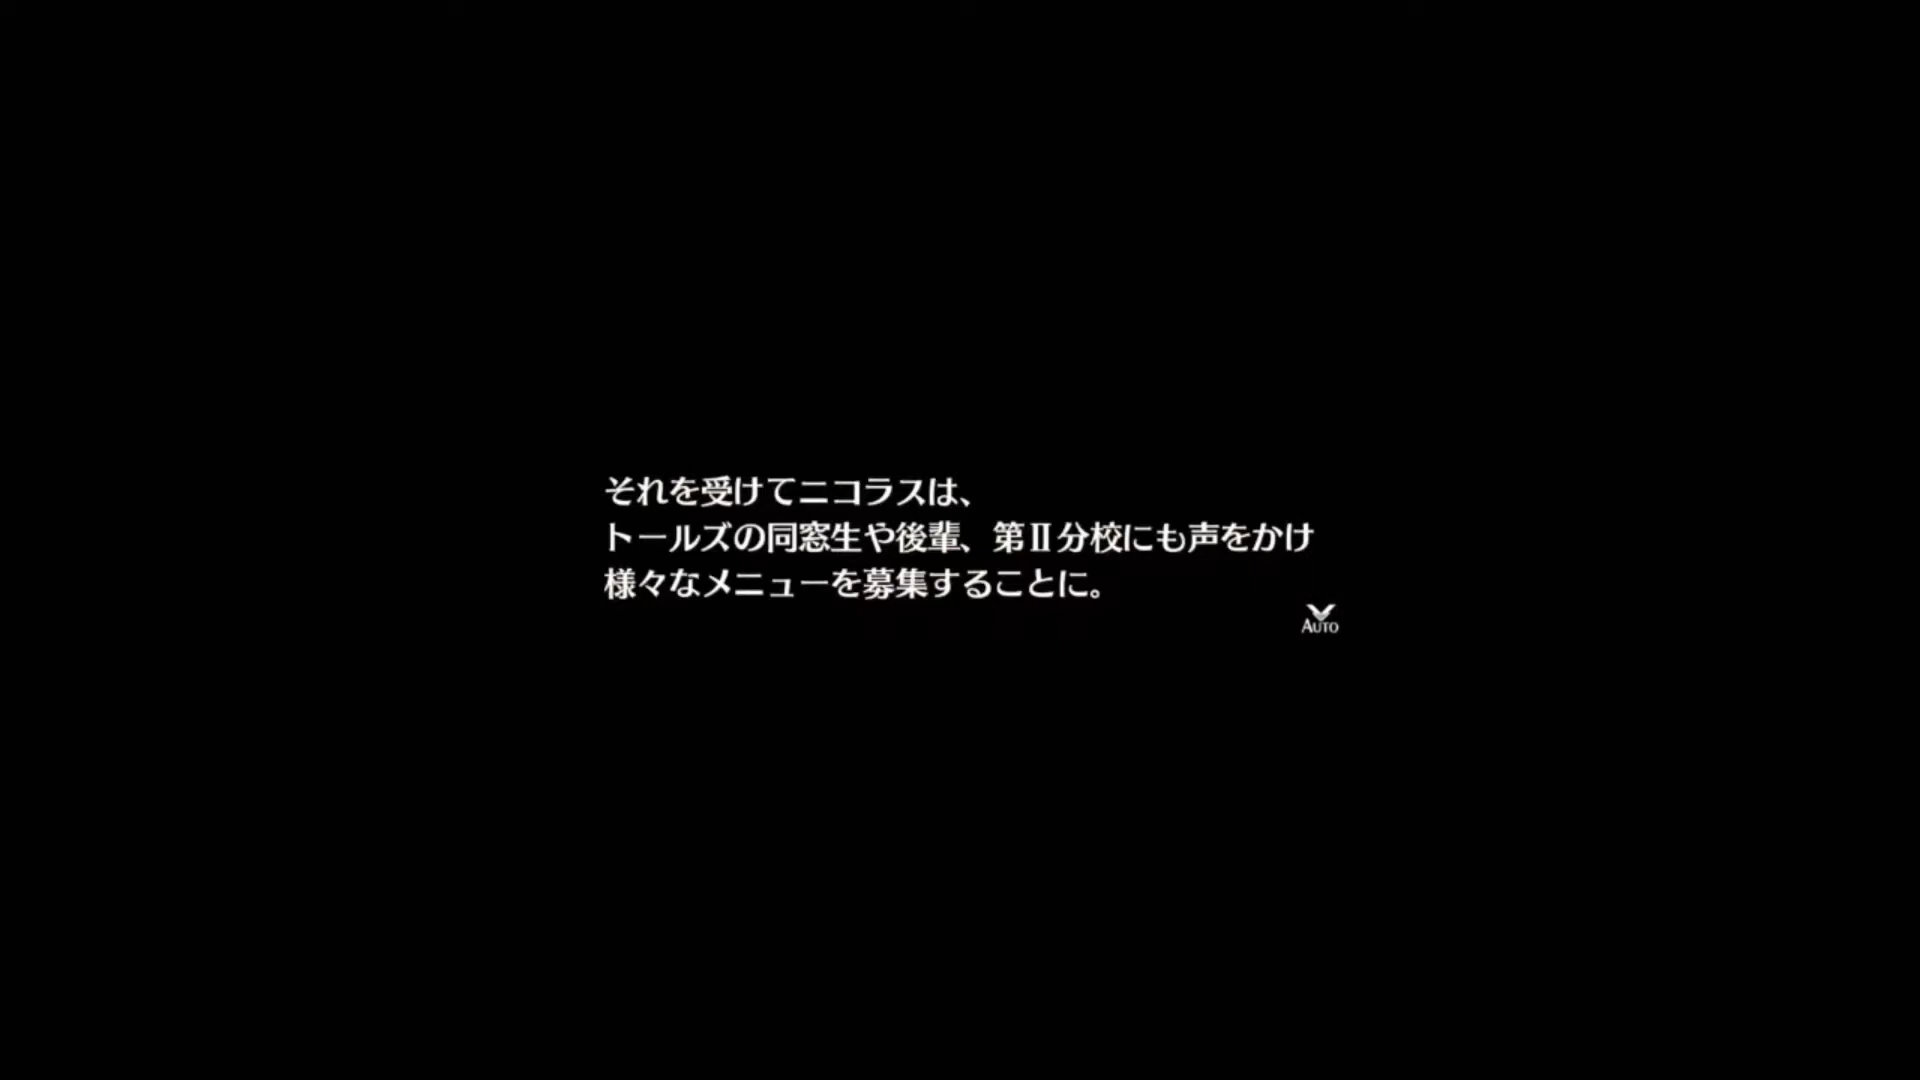 それを受けてニコラスは、
トールズの同窓生や後輩、第Ⅱ分校にも声をかけ
様々なメニューを募集することに。
AUTO